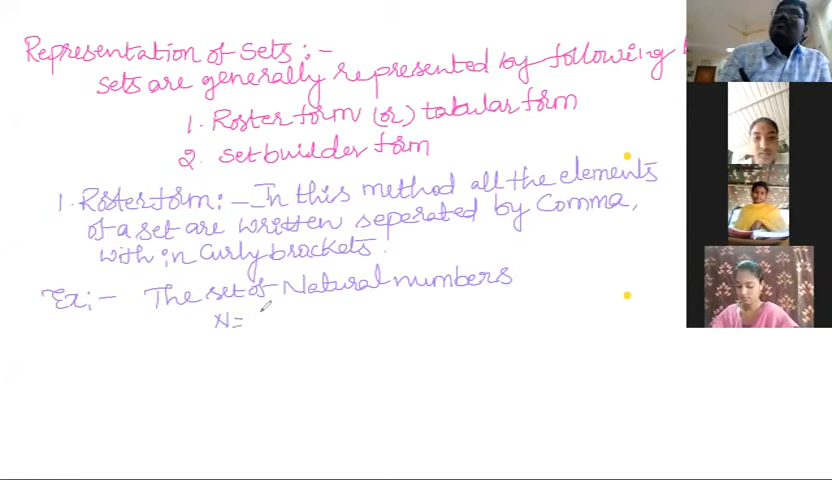 Representation of Sets :-
sets are generally represented by following
1. Roster form (or) tabular form
2. set builder form
1. Roster form :- In this method all the elements
of a set are written seperated by Comma,
with in Curly brackets.
Ex:- The set of Natural numbers
N=